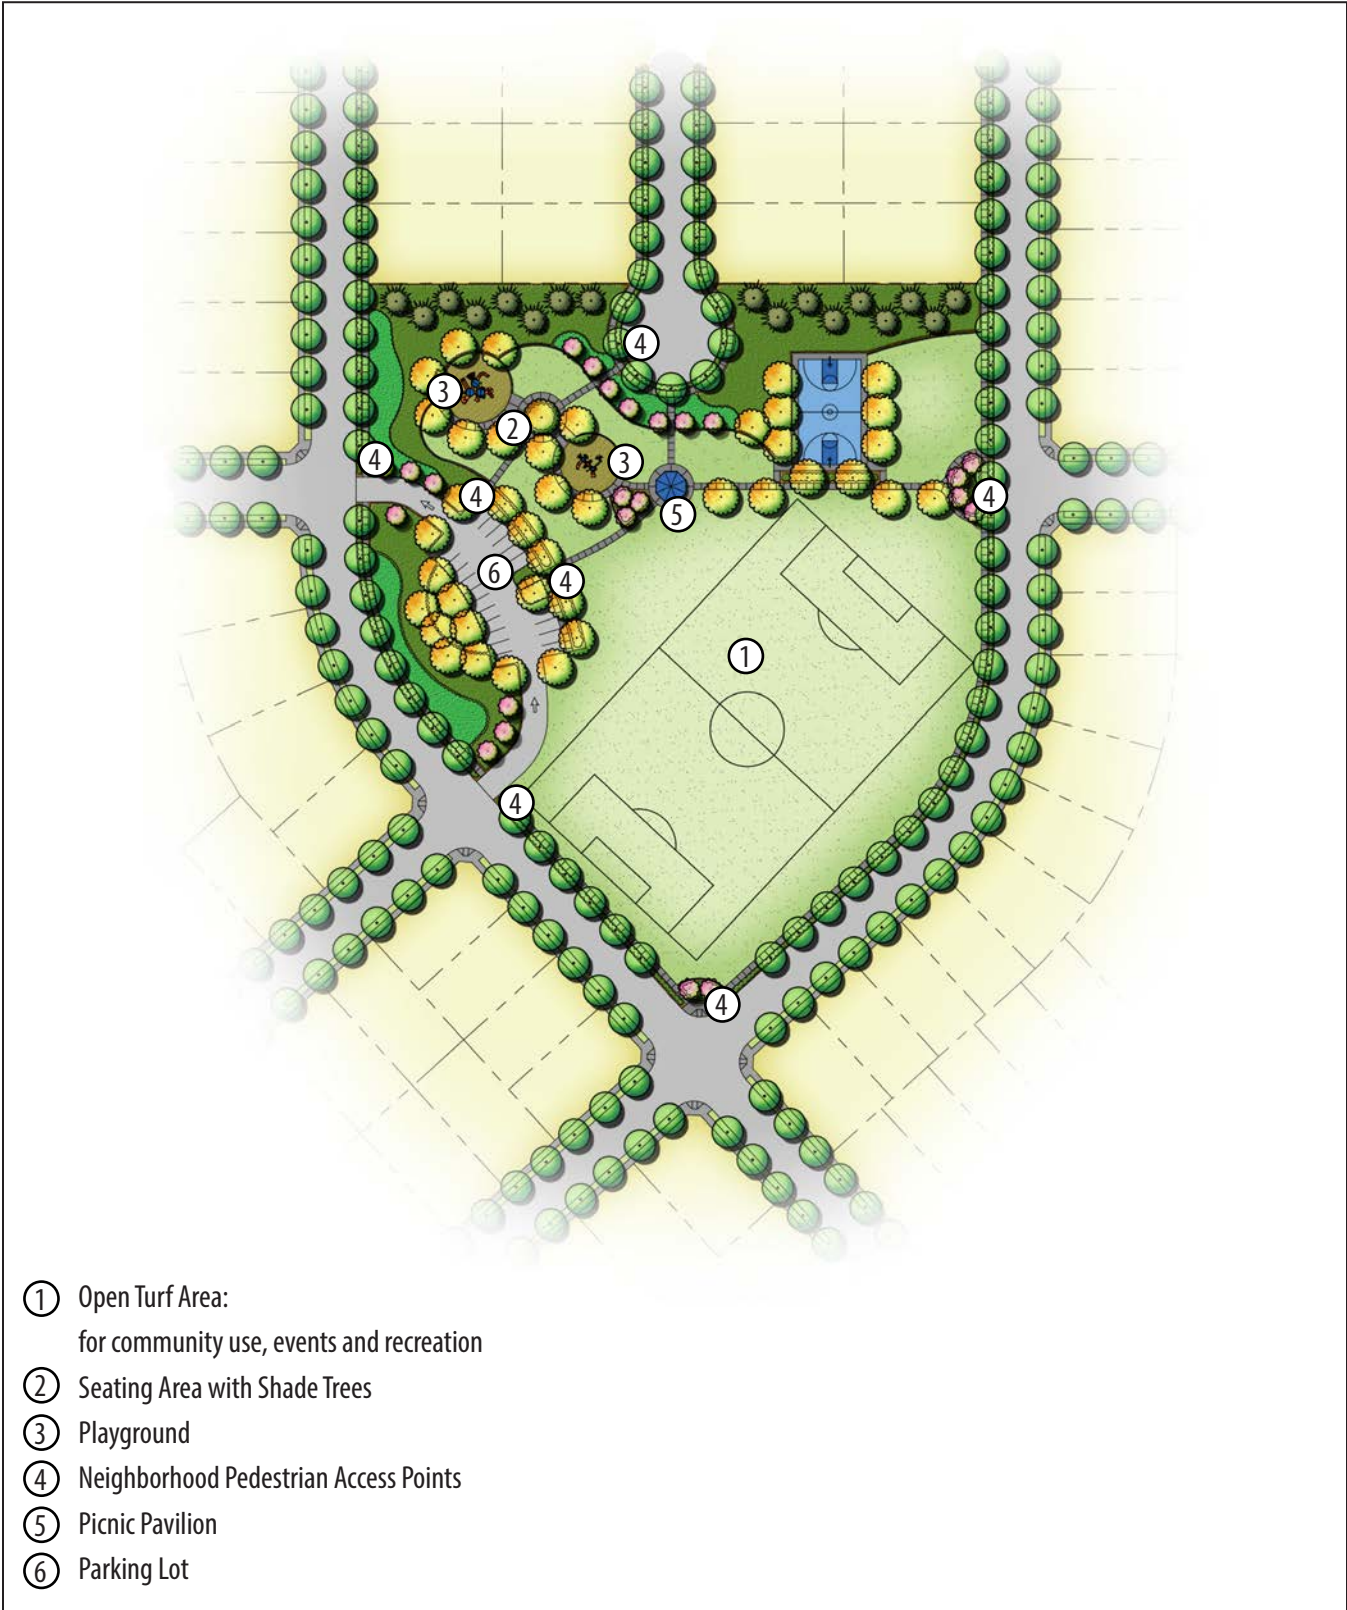 4
3
2
4
3
4
4
5
4
6
4
1
4
4
1 Open Turf Area:
for community use, events and recreation
2 Seating Area with Shade Trees
3 Playground
4 Neighborhood Pedestrian Access Points
5 Picnic Pavilion
6 Parking Lot